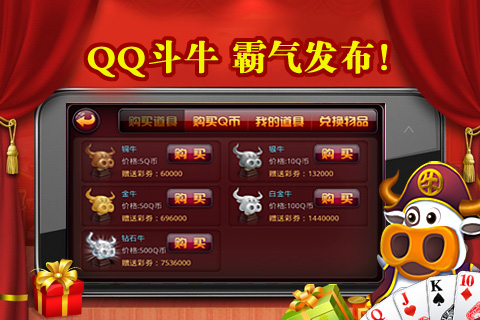 QQ斗牛 霸气发布!
购买道具 购买Q币 我的道具 兑换物品
铜牛
价格:5Q币
赠送彩券:60000
购买
银牛
价格:10Q币
赠送彩券:132000
购买
金牛
价格:50Q币
赠送彩券:696000
购买
白金牛
价格:100Q币
赠送彩券:1440000
购买
钻石牛
价格:500Q币
赠送彩券:7536000
购买
牛
Q J K 10